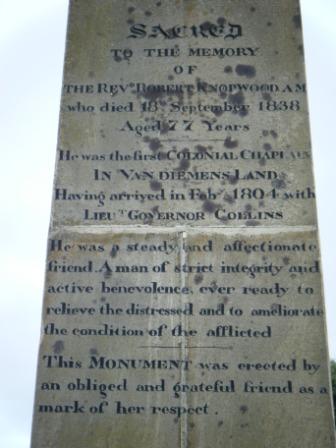 SACRED
TO THE MEMORY
OF
THE REVD. ROBERT KNOPWOOD A.M
who died 18th September 1838
Aged 77 Years
He was the first COLONIAL CHAPLAIN
IN VAN DIEMENS LAND
Having arrived in Feby. 1804 with
LIEUT. GOVERNOR COLLINS
He was a steady and affectionate
friend. A man of strict integrity and
active benevolence, ever ready to
relieve the distressed and to ameliorate
the condition of the afflicted
THIS MONUMENT was erected by
an obliged and grateful friend as a
mark of her respect.